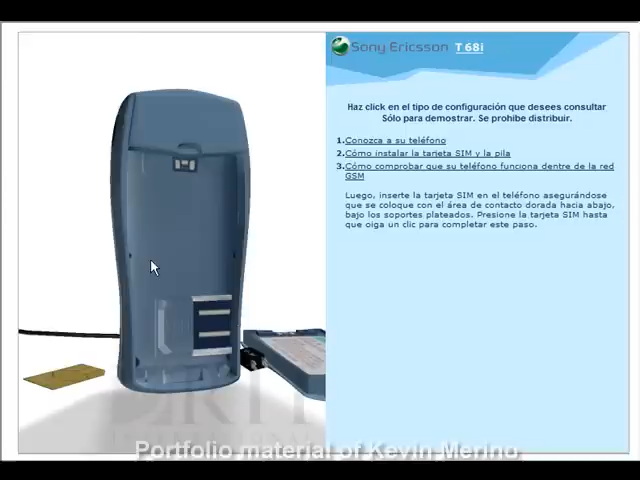 Sony Ericsson T 68i
Haz click en el tipo de configuración que desees consultar
Sólo para demostrar. Se prohibe distribuir.
1.Conozca a su teléfono
2.Cómo instalar la tarjeta SIM y la pila
3.Cómo comprobar que su teléfono funciona dentro de la red
GSM
Luego, inserte la tarjeta SIM en el teléfono asegurándose
que se coloque con el área de contacto dorada hacia abajo,
bajo los soportes plateados. Presione la tarjeta SIM hasta
que oiga un clic para completar este paso.
Portfolio material of Kevin Merino